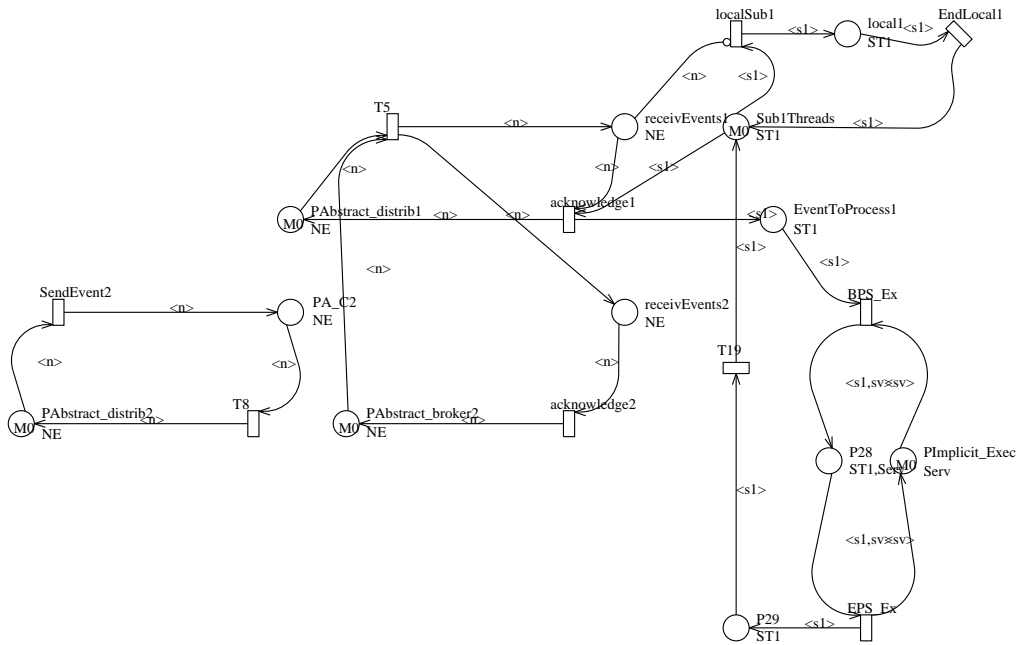 localSub1
EndLocal1
<s1>
local1
<s1>
ST1
<n>
<s1>
T5
<n>
receivEvents1
NE
M0
Sub1Threads
ST1
<s1>
<n>
<n>
<s1>
acknowledge1
M0
PAbstract_distrib1
NE
<n>
<n>
<s1>
EventToProcess1
ST1
<s1>
<s1>
<n>
SendEvent2
<n>
PA_C2
NE
receivEvents2
NE
BPS_Ex
T19
<n>
<n>
<n>
<s1,sv>
<sv>
M0
PAbstract_distrib2
NE
<n>
T8
M0
PAbstract_broker2
NE
<n>
acknowledge2
P28
ST1,Serv
M0
PImplicit_Exec
Serv
<s1>
<s1,sv>
<sv>
EPS_Ex
P29
ST1
<s1>